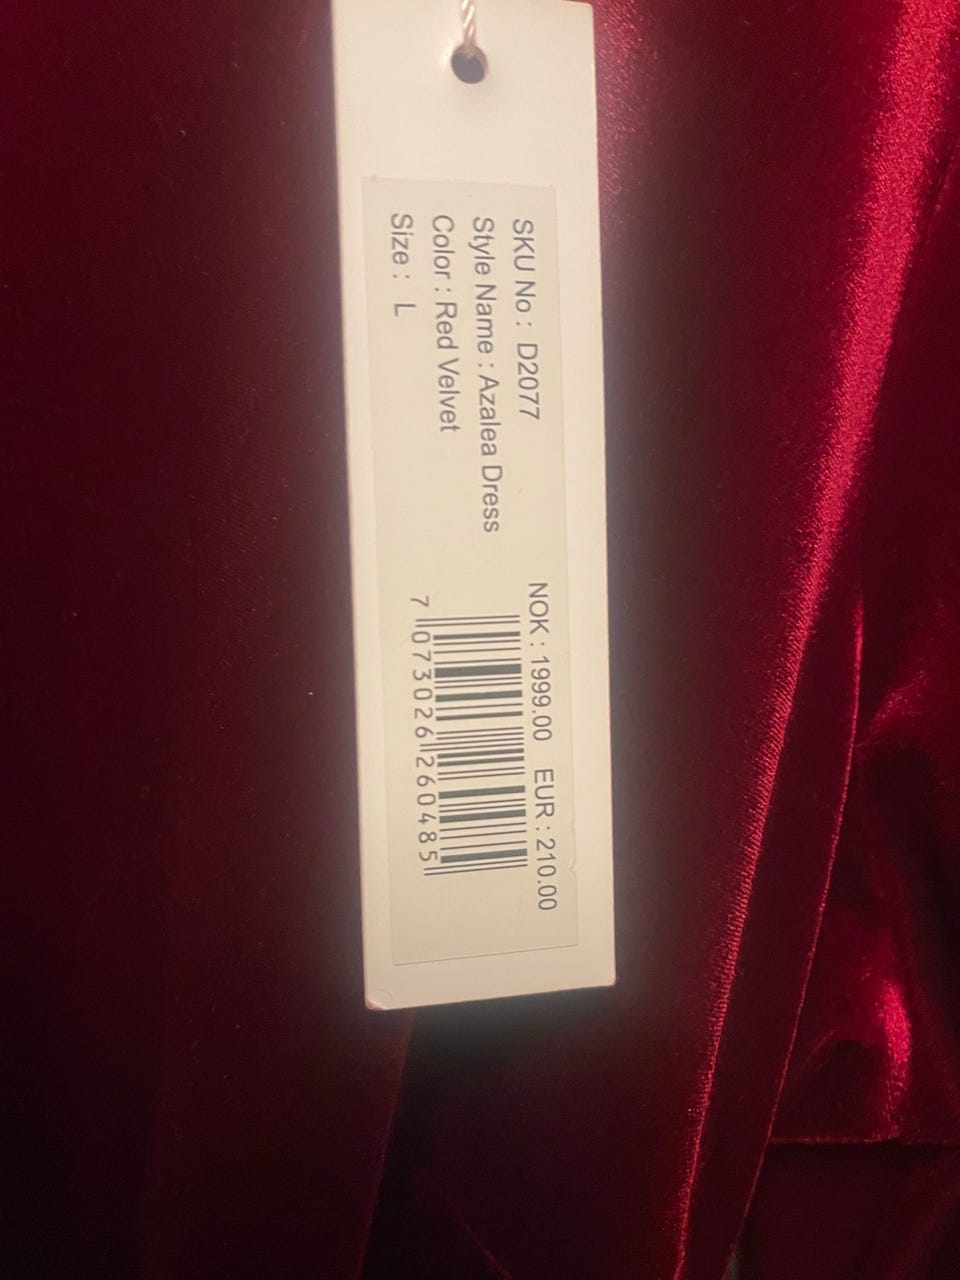 SKU No : D2077
Style Name : Azalea Dress
Color : Red Velvet
Size : L
NOK : 1999.00 EUR : 210.00
7 073026 260485